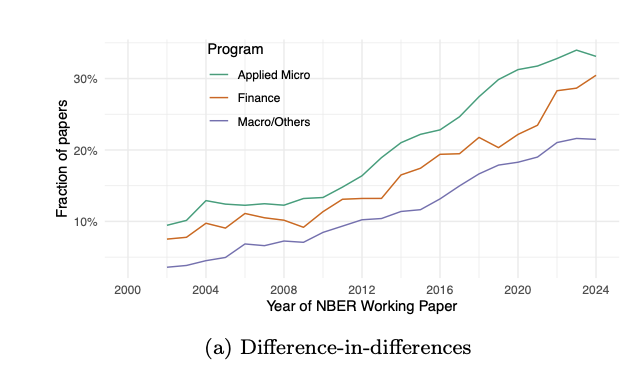 Program
Applied Micro
Finance
Macro/Others
Fraction of papers
30%
20%
10%
2000 2004 2008 2012 2016 2020 2024
Year of NBER Working Paper
(a) Difference-in-differences